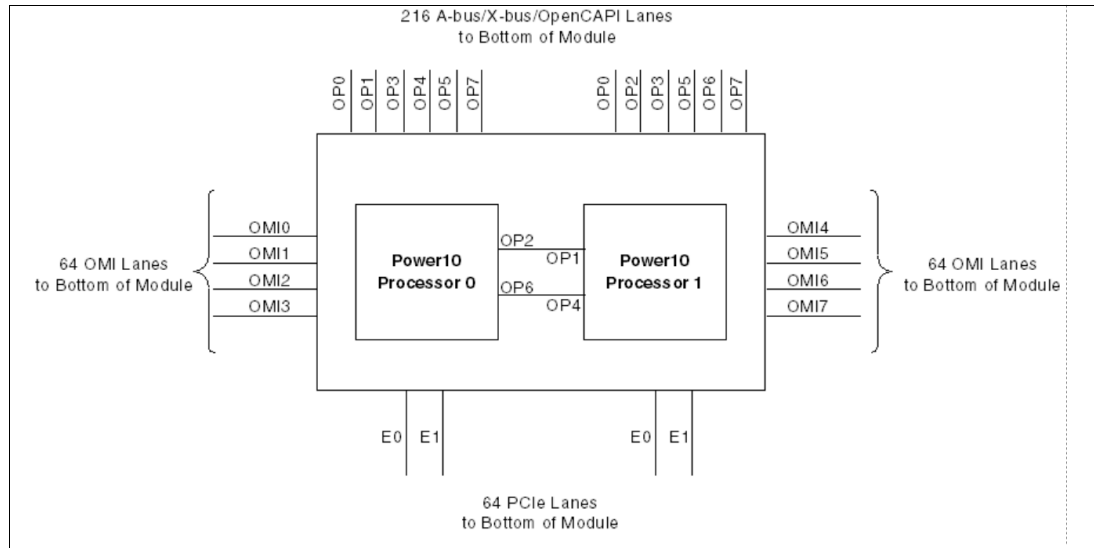 216 A-bus/X-bus/OpenCAPI Lanes
to Bottom of Module
OP0
OP1
OP3
OP4
OP5
OP7
OP0
OP2
OP3
OP5
OP6
OP7
OMI0
OMI1
OMI2
OMI3
64 OMI Lanes
to Bottom of Module
Power10
Processor 0
OP2
OP1
OP6
OP4
Power10
Processor 1
OMI4
OMI5
OMI6
OMI7
64 OMI Lanes
to Bottom of Module
E0
E1
E0
E1
64 PCIe Lanes
to Bottom of Module